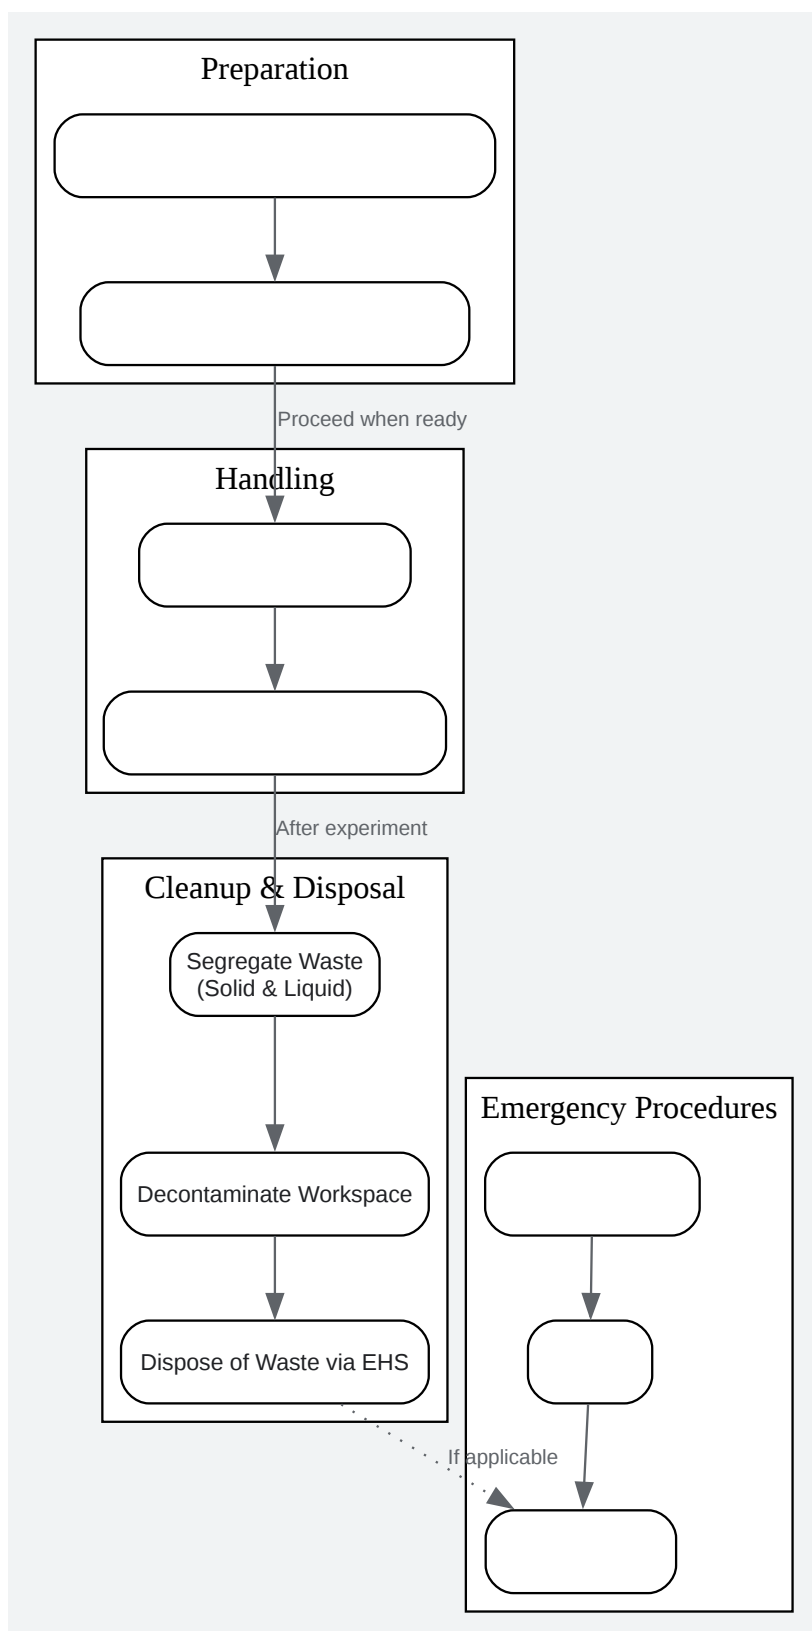 Preparation
Proceed when ready
Handling
After experiment
Cleanup & Disposal
Segregate Waste
(Solid & Liquid)
Emergency Procedures
Decontaminate Workspace
Dispose of Waste via EHS
If applicable